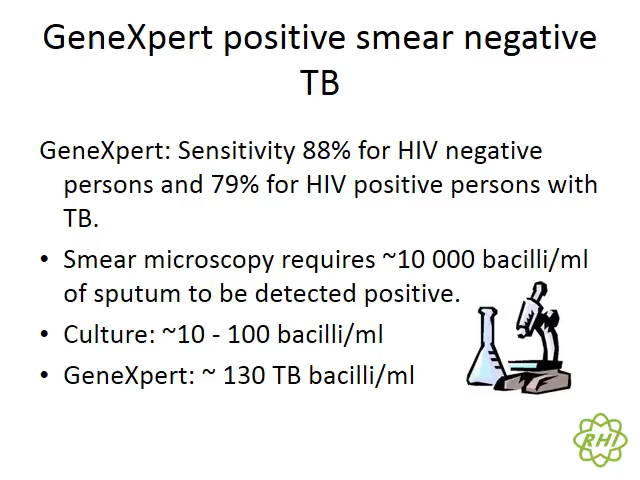 GeneXpert positive smear negative
TB
GeneXpert: Sensitivity 88% for HIV negative
persons and 79% for HIV positive persons with
TB.
• Smear microscopy requires ~10 000 bacilli/ml
of sputum to be detected positive.
• Culture: ~10 - 100 bacilli/ml
• GeneXpert: ~ 130 TB bacilli/ml
RHI